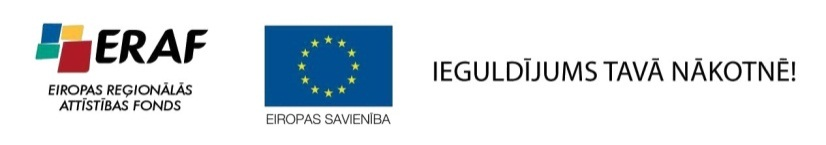 ERAF
EIROPAS REĢIONĀLĀS
ATTĪSTĪBAS FONDS
EIROPAS SAVIENĪBA
IEGULDĪJUMS TAVĀ NĀKOTNĒ!